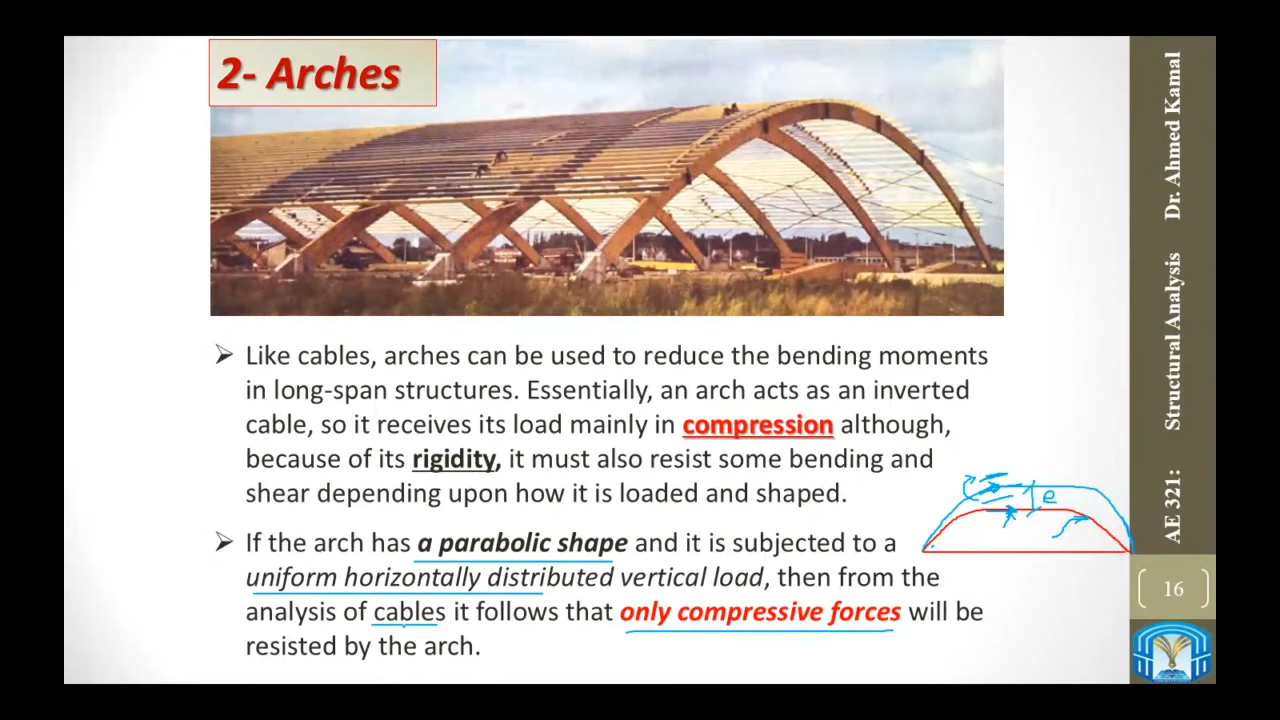 2- Arches
➢ Like cables, arches can be used to reduce the bending moments
in long-span structures. Essentially, an arch acts as an inverted
cable, so it receives its load mainly in compression although,
because of its rigidity, it must also resist some bending and
shear depending upon how it is loaded and shaped.
➢ If the arch has a parabolic shape and it is subjected to a
uniform horizontally distributed vertical load, then from the
analysis of cables it follows that only compressive forces will be
resisted by the arch.
e
AE 321: Structural Analysis Dr. Ahmed Kamal
16